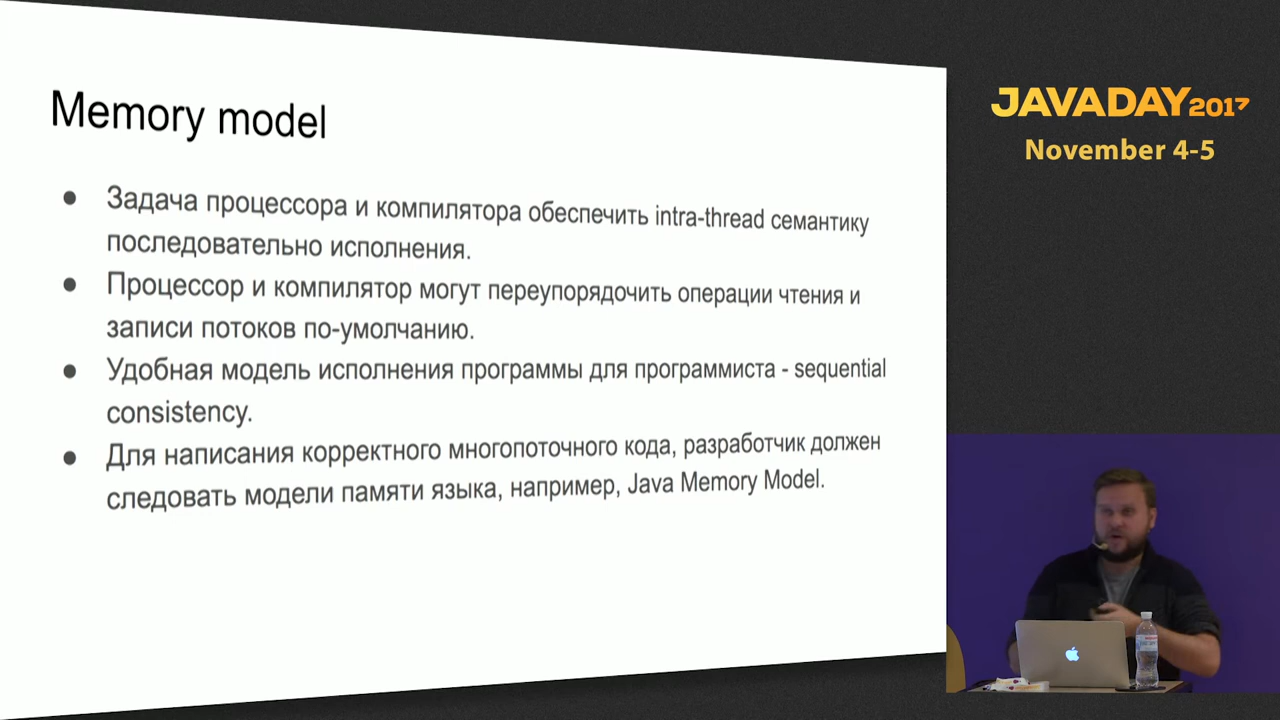 Memory model
Задача процессора и компилятора обеспечить intra-thread семантику
последовательно исполнения.
Процессор и компилятор могут переупорядочить операции чтения и
записи потоков по-умолчанию.
Удобная модель исполнения программы для программиста - sequential
consistency.
Для написания корректного многопоточного кода, разработчик должен
следовать модели памяти языка, например, Java Memory Model.
JAVADAY 2017
November 4-5